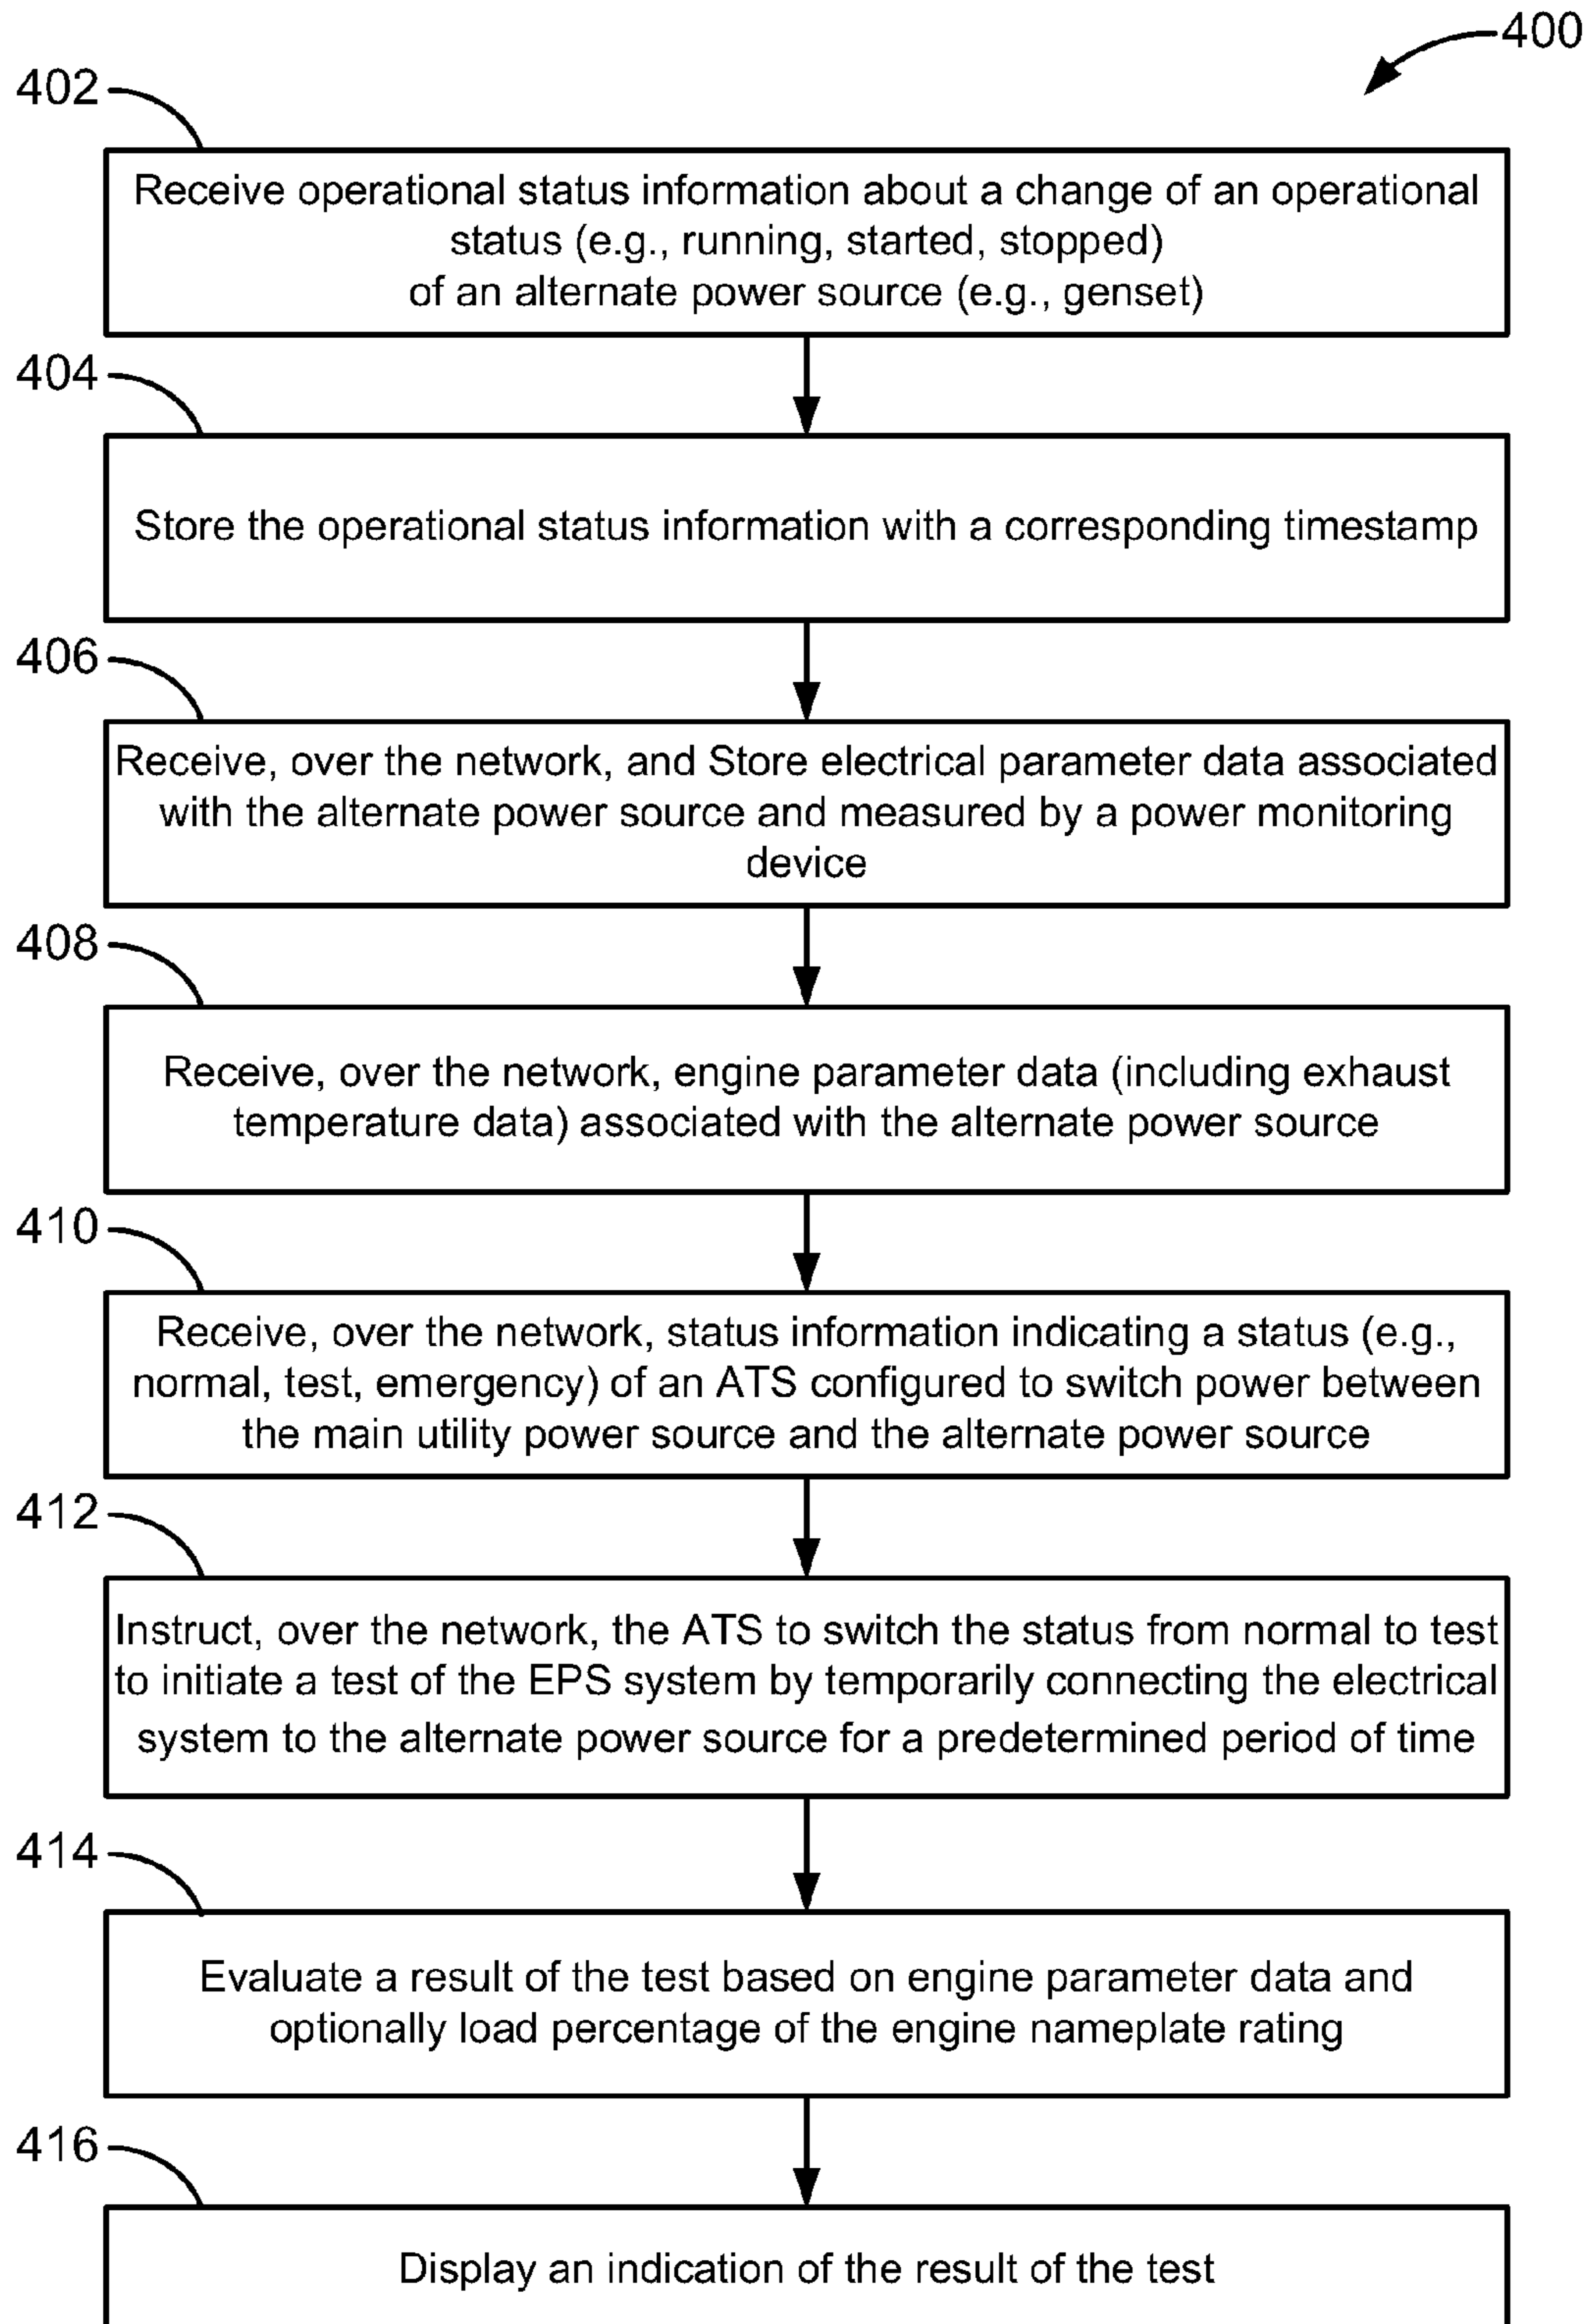 400
402
Receive operational status information about a change of an operational
status (e.g., running, started, stopped)
of an alternate power source (e.g., genset)
404
Store the operational status information with a corresponding timestamp
406
Receive, over the network, and Store electrical parameter data associated
with the alternate power source and measured by a power monitoring
device
408
Receive, over the network, engine parameter data (including exhaust
temperature data) associated with the alternate power source
410
Receive, over the network, status information indicating a status (e.g.,
normal, test, emergency) of an ATS configured to switch power between
the main utility power source and the alternate power source
412
Instruct, over the network, the ATS to switch the status from normal to test
to initiate a test of the EPS system by temporarily connecting the electrical
system to the alternate power source for a predetermined period of time
414
Evaluate a result of the test based on engine parameter data and
optionally load percentage of the engine nameplate rating
416
Display an indication of the result of the test